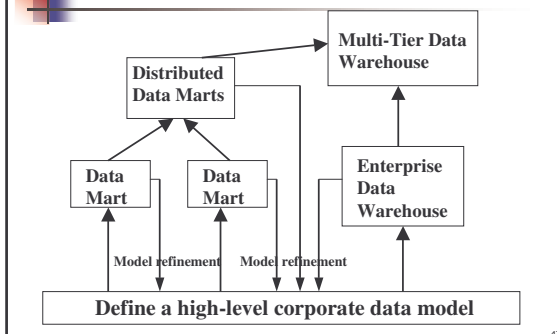 Multi-Tier Data
Warehouse
Distributed
Data Marts
Data
Mart
Data
Mart
Enterprise
Data
Warehouse
Model refinement
Model refinement
Define a high-level corporate data model